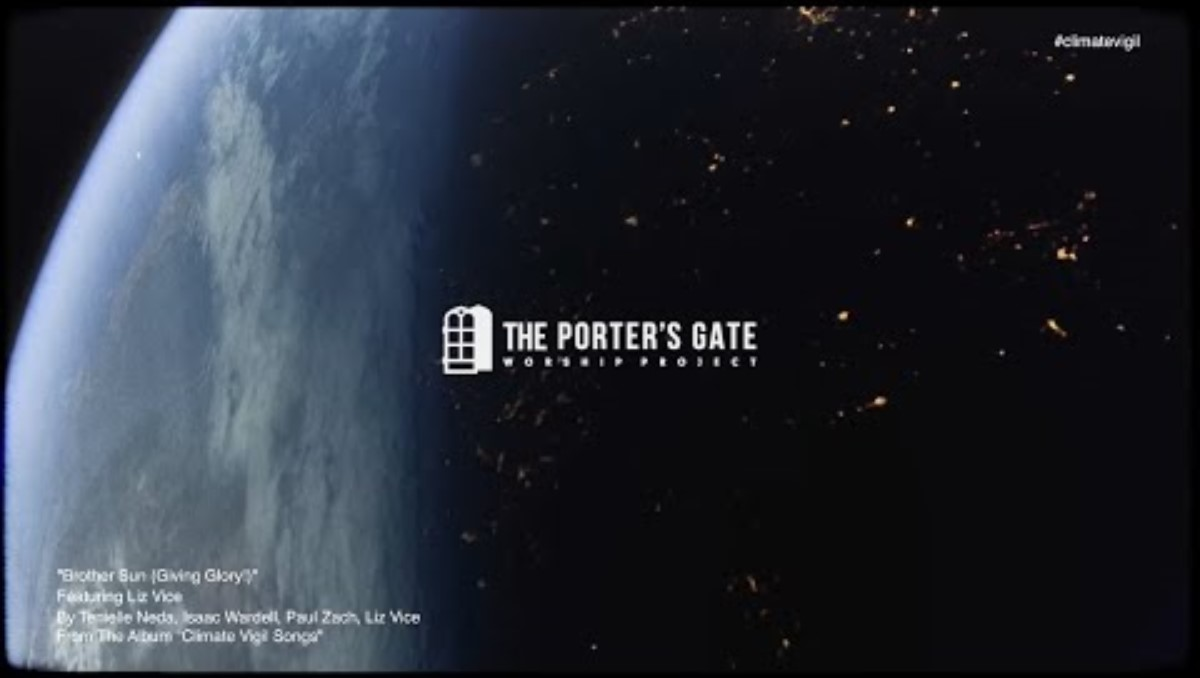 #climatevigil
THE PORTER'S GATE
WORSHIP PROJECT
"Brother Sun (Giving Glory!)"
Featuring Liz Vice
By Tenielle Neda, Isaac Wardell, Paul Zach, Liz Vice
From The Album "Climate Vigil Songs"